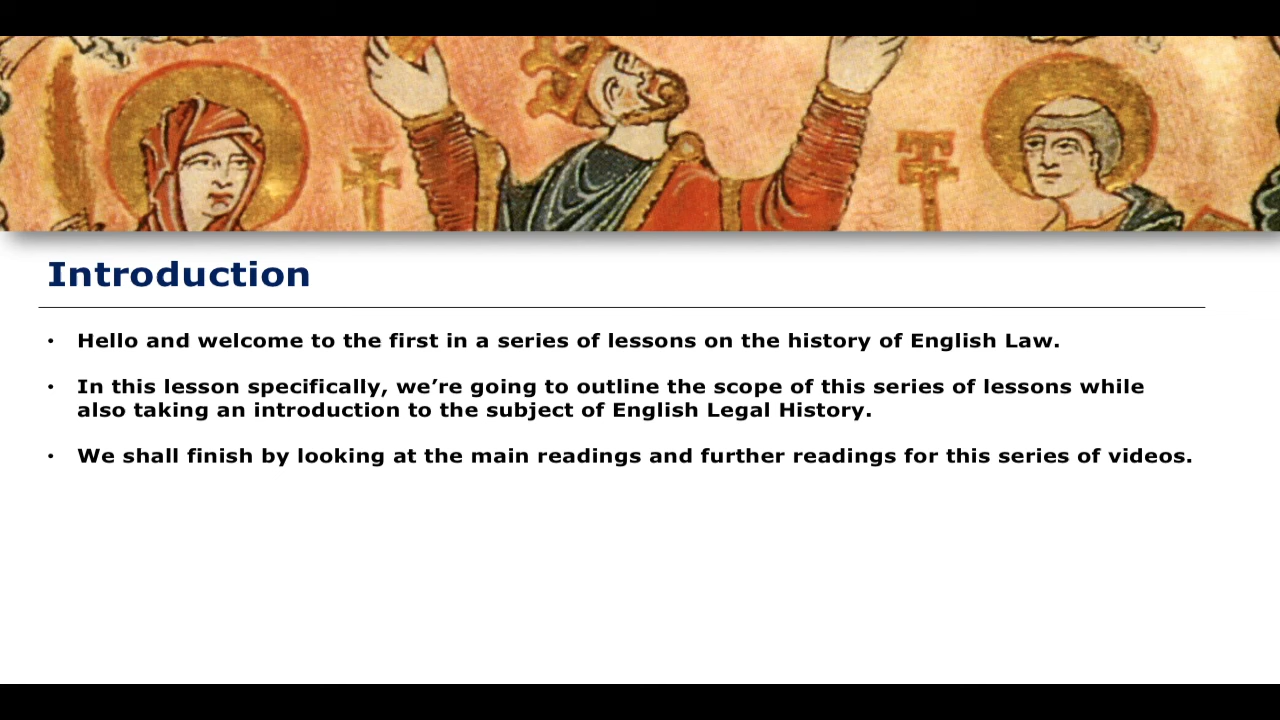 Introduction
• Hello and welcome to the first in a series of lessons on the history of English Law.
• In this lesson specifically, we’re going to outline the scope of this series of lessons while
also taking an introduction to the subject of English Legal History.
• We shall finish by looking at the main readings and further readings for this series of videos.